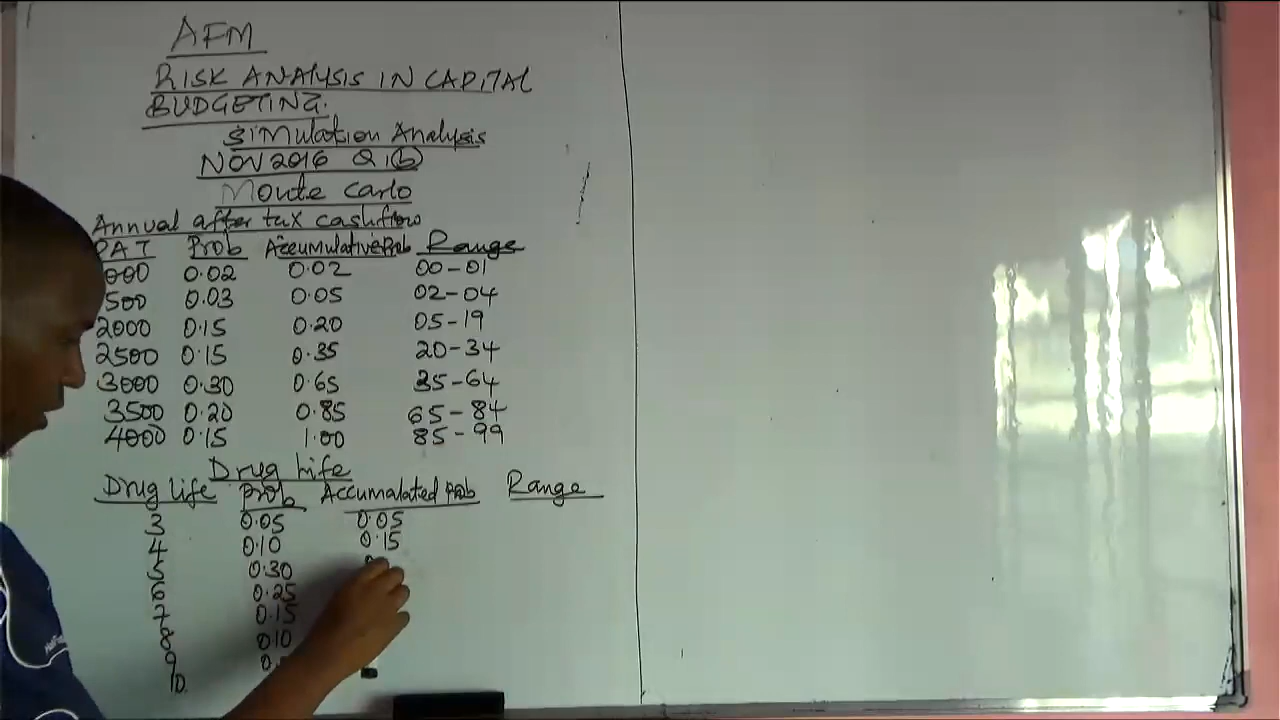 AFM
RISK ANALYSIS IN CAPITAL
BUDGETING.
SIMulation Analysis
NOV 2016 Q1(b)
Monte Carlo
Annual after tax cashflow
PAT Prob Accumulative Prob Range
000 0.02 0.02 00-01
500 0.03 0.05 02-04
2000 0.15 0.20 05-19
2500 0.15 0.35 20-34
3000 0.30 0.65 35-64
3500 0.20 0.85 65-84
4000 0.15 1.00 85-99
Drug Life
Drug Life Prob Accumalated Prob Range
3 0.05 0.05
4 0.10 0.15
5 0.30
6 0.25
7 0.15
8 0.10
9
10